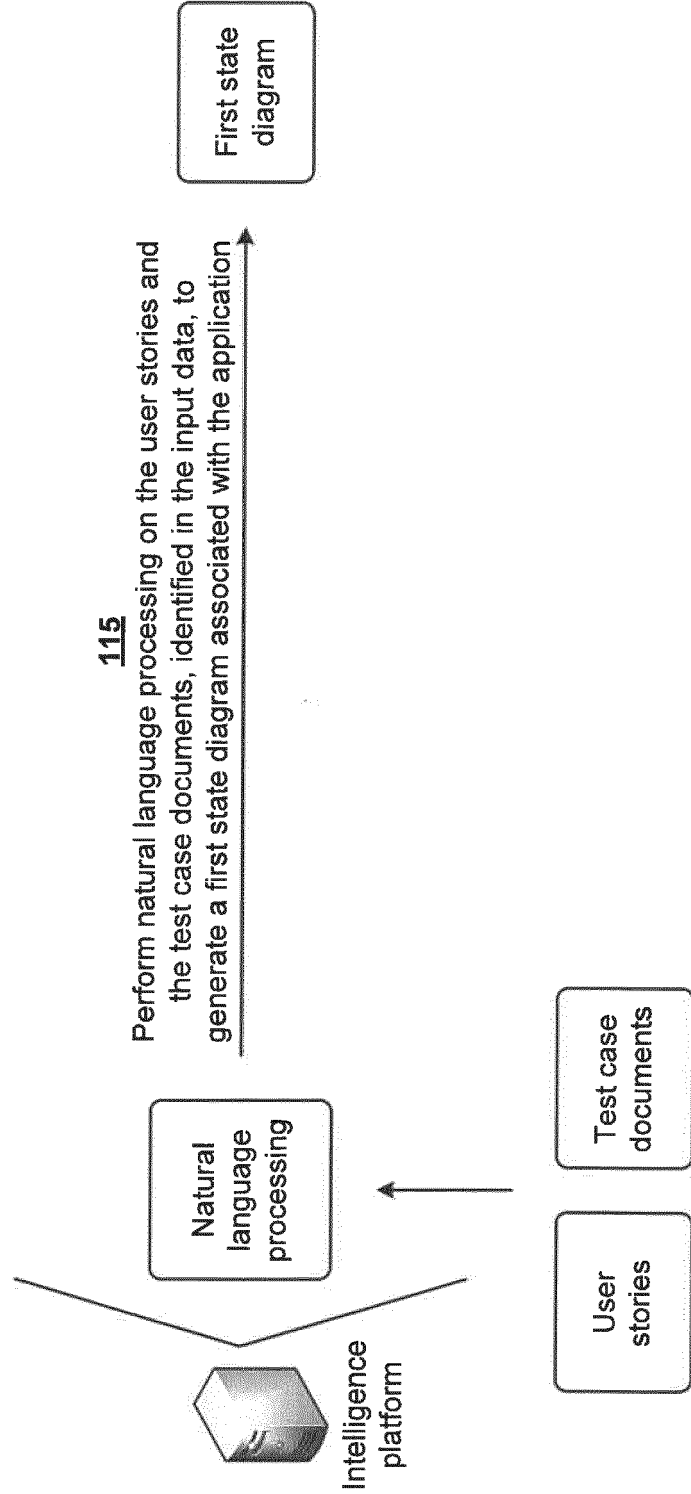 115
Perform natural language processing on the user stories and
the test case documents, identified in the input data, to
generate a first state diagram associated with the application
Intelligence
platform
Natural
language
processing
First state
diagram
User
stories
Test case
documents